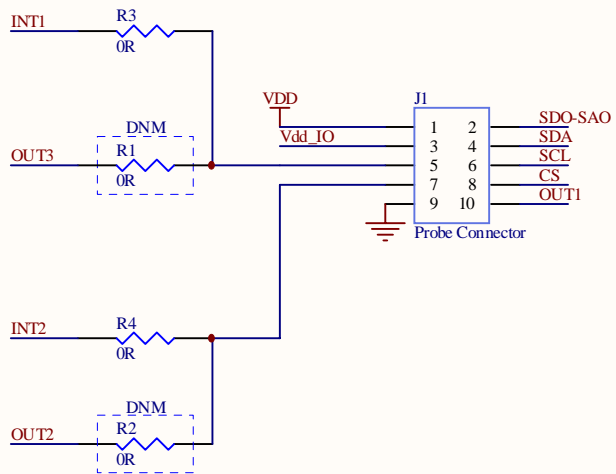 INT1
R3
0R
DNM
OUT3
R1
0R
VDD
Vdd_IO
J1
1 2
3 4
5 6
7 8
9 10
SDO-SAO
SDA
SCL
CS
OUT1
Probe Connector
INT2
R4
0R
DNM
OUT2
R2
0R